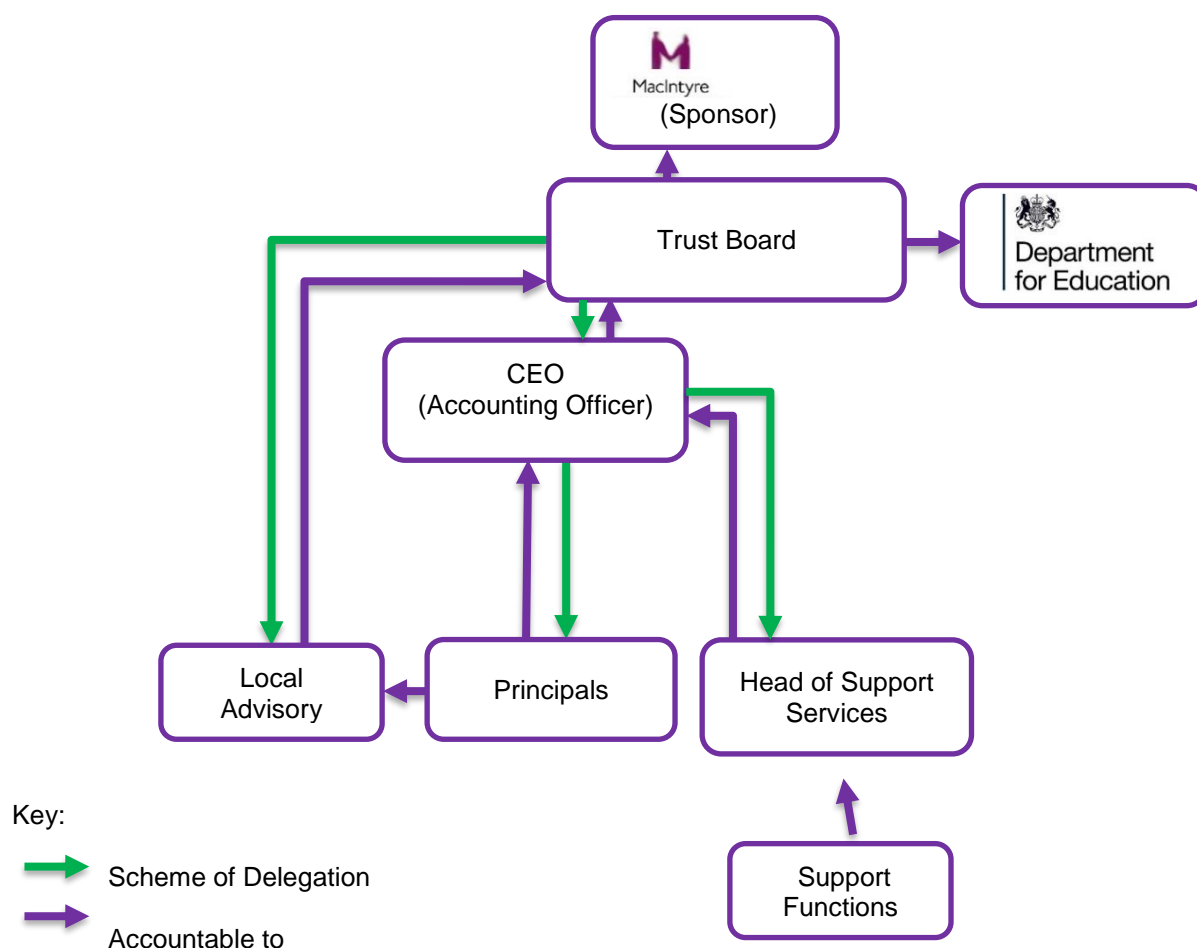 MacIntyre
(Sponsor)
Trust Board
Department
for Education
CEO
(Accounting Officer)
Local
Advisory
Principals
Head of Support
Services
Key:
Scheme of Delegation
Accountable to
Support
Functions